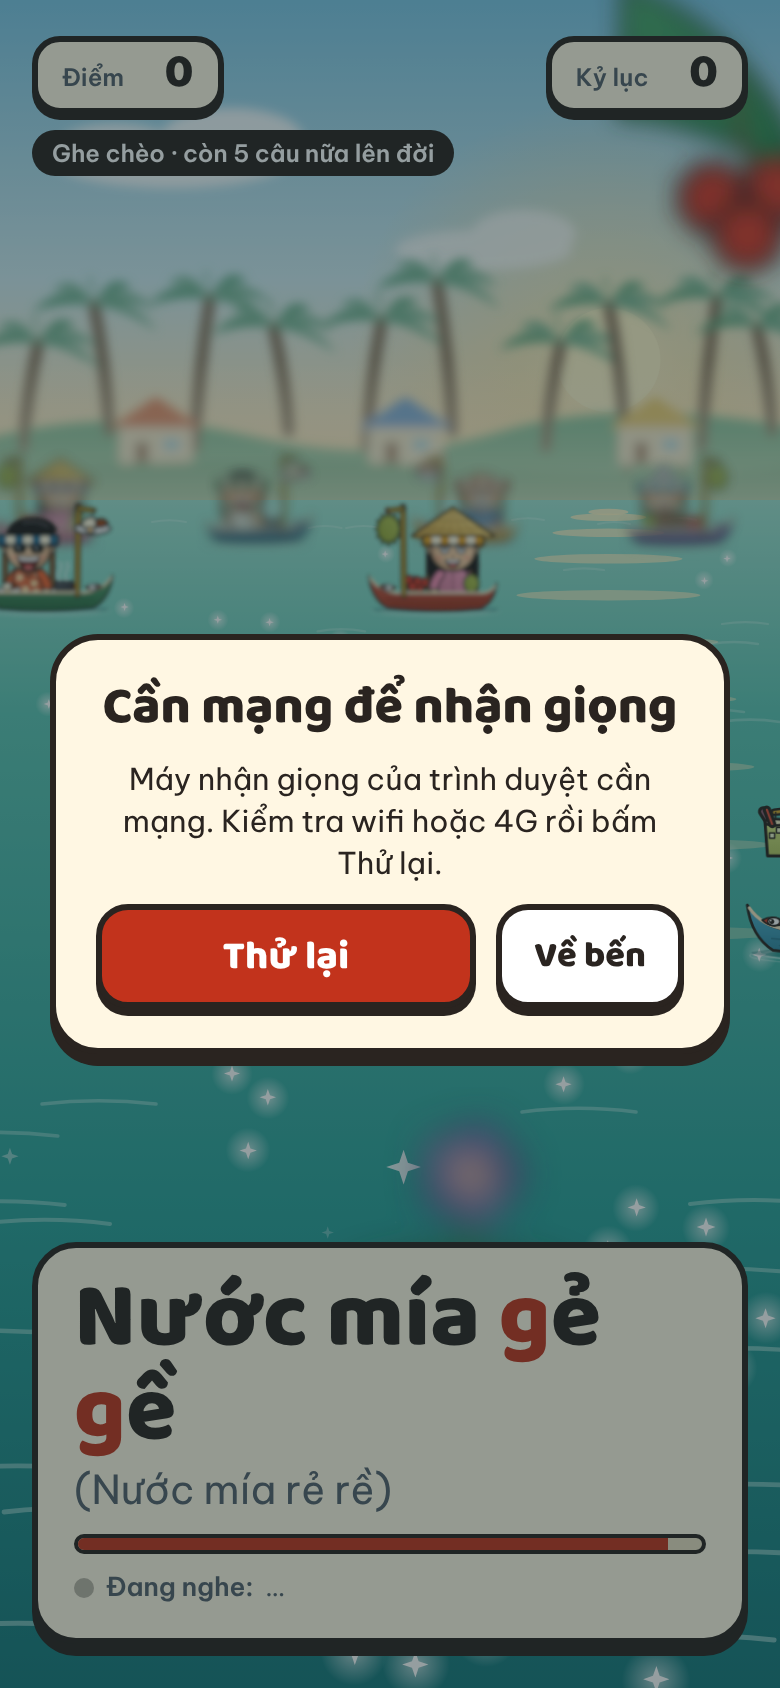 Điểm 0
Kỷ lục 0
Ghe chèo · còn 5 câu nữa lên đời
Cần mạng để nhận giọng
Máy nhận giọng của trình duyệt cần
mạng. Kiểm tra wifi hoặc 4G rồi bấm
Thử lại.
Thử lại
Về bến
Nước mía gẻ
gề
(Nước mía rẻ rề)
Đang nghe: ...